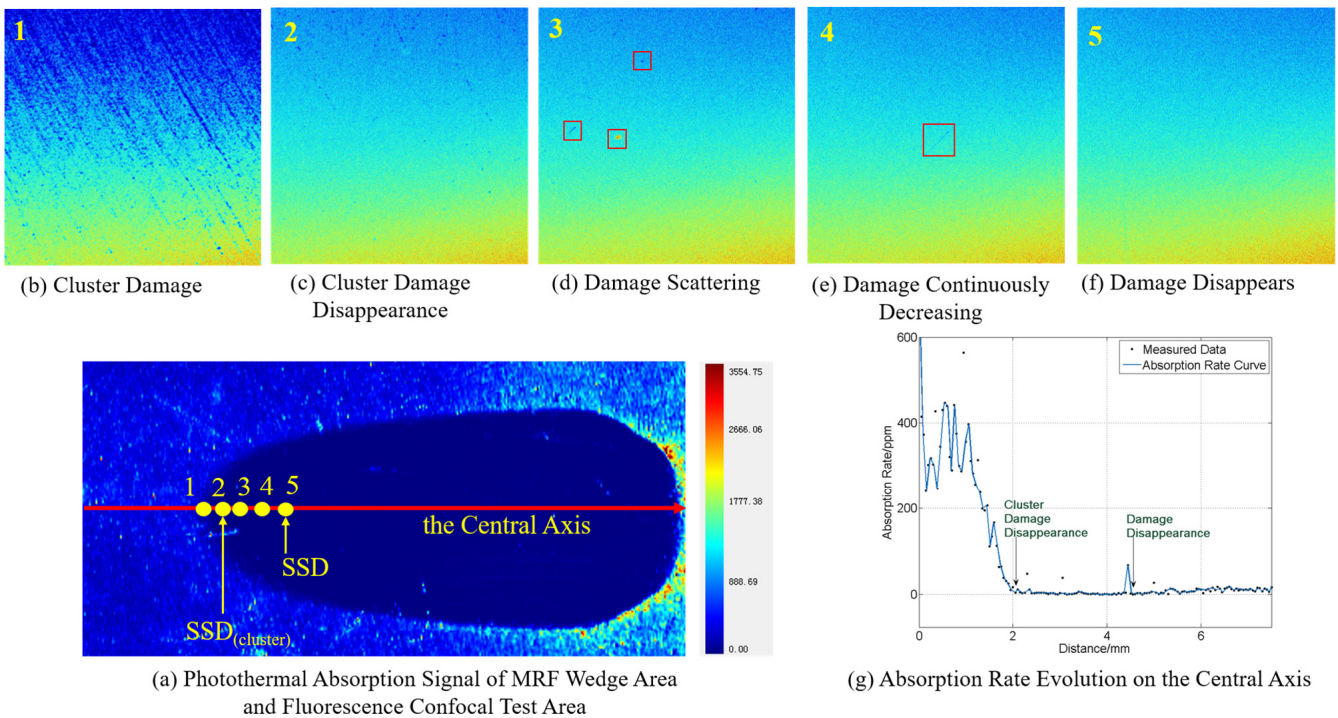 1
2
3
4
5
(b) Cluster Damage
(c) Cluster Damage
Disappearance
(d) Damage Scattering
(e) Damage Continuously
Decreasing
(f) Damage Disappears
1 2 3 4 5
the Central Axis
SSD
SSD(cluster)
3554.75
2666.06
1777.38
888.69
0.00
(a) Photothermal Absorption Signal of MRF Wedge Area
and Fluorescence Confocal Test Area
600
400
200
0
Absorption Rate/ppm
Measured Data
Absorption Rate Curve
Cluster
Damage
Disappearance
Damage
Disappearance
0 2 4 6
Distance/mm
(g) Absorption Rate Evolution on the Central Axis